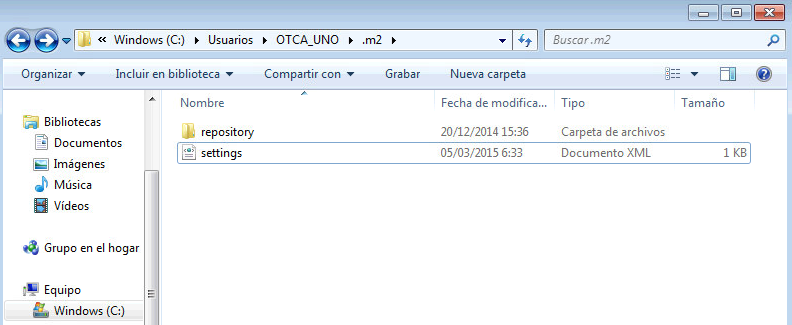 « Windows (C:) ▸ Usuarios ▸ OTCA_UNO ▸ .m2 ▸
Buscar .m2
Organizar Incluir en biblioteca Compartir con Grabar Nueva carpeta
Nombre Fecha de modifica... Tipo Tamaño
repository 20/12/2014 15:36 Carpeta de archivos
settings 05/03/2015 6:33 Documento XML 1 KB
Bibliotecas
Documentos
Imágenes
Música
Vídeos
Grupo en el hogar
Equipo
Windows (C:)